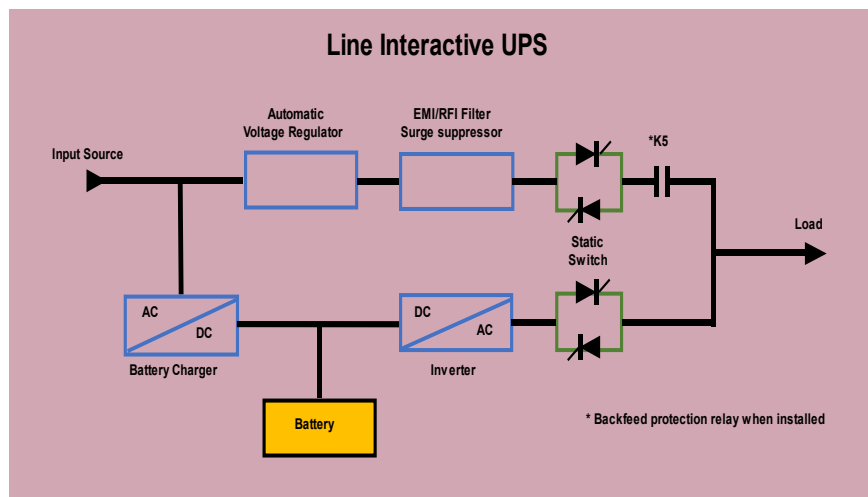 Line Interactive UPS
Automatic
Voltage Regulator
EMI/RFI Filter
Surge suppressor
*K5
Input Source
Load
Static
Switch
AC
DC
DC
AC
Battery Charger
Inverter
Battery
* Backfeed protection relay when installed